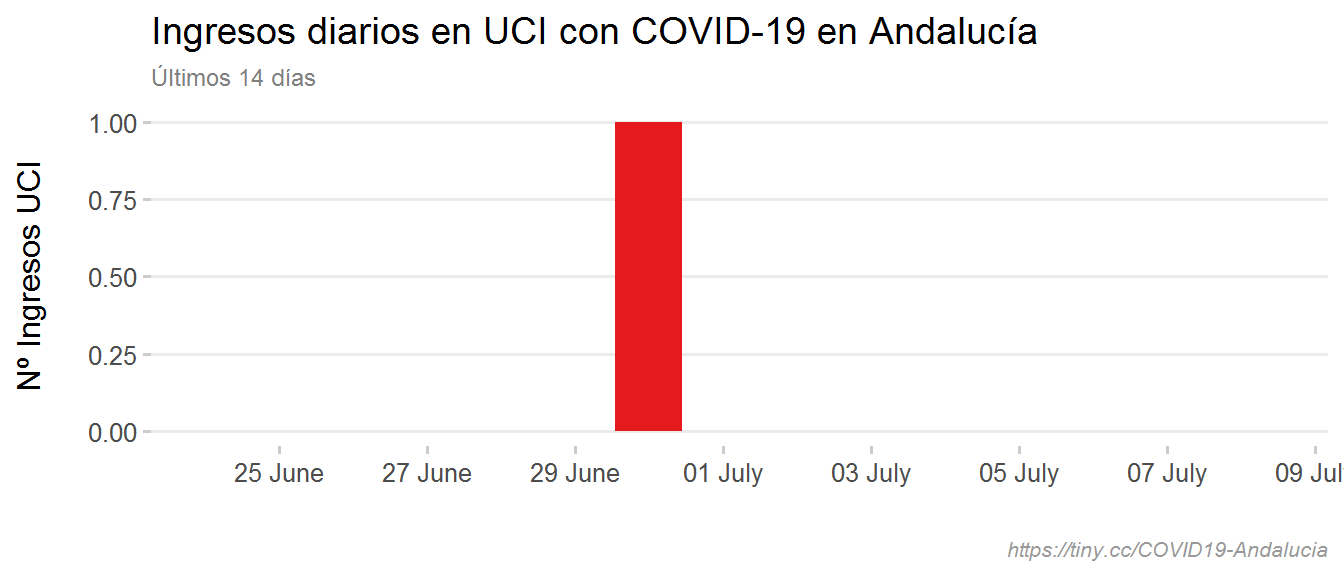 Ingresos diarios en UCI con COVID-19 en Andalucía
Últimos 14 días
Nº Ingresos UCI
1.00
0.75
0.50
0.25
0.00
25 June 27 June 29 June 01 July 03 July 05 July 07 July 09 Jul
https://tiny.cc/COVID19-Andalucia